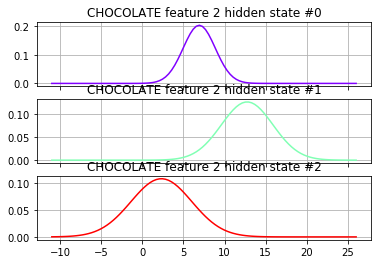 CHOCOLATE feature 2 hidden state #0
0.2
0.1
0.0
CHOCOLATE feature 2 hidden state #1
0.10
0.05
0.00
CHOCOLATE feature 2 hidden state #2
0.10
0.05
0.00
−10 −5 0 5 10 15 20 25